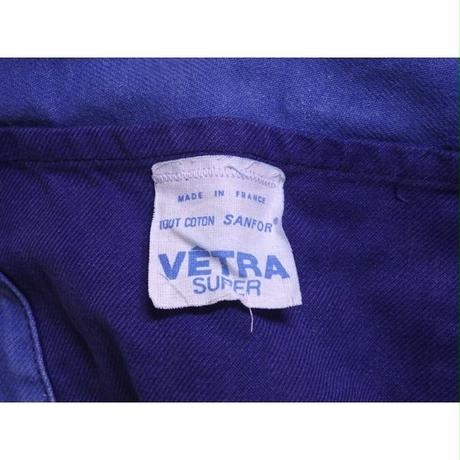 MADE IN FRANCE
TOUT COTON SANFOR®
VÊTRA
SUPER